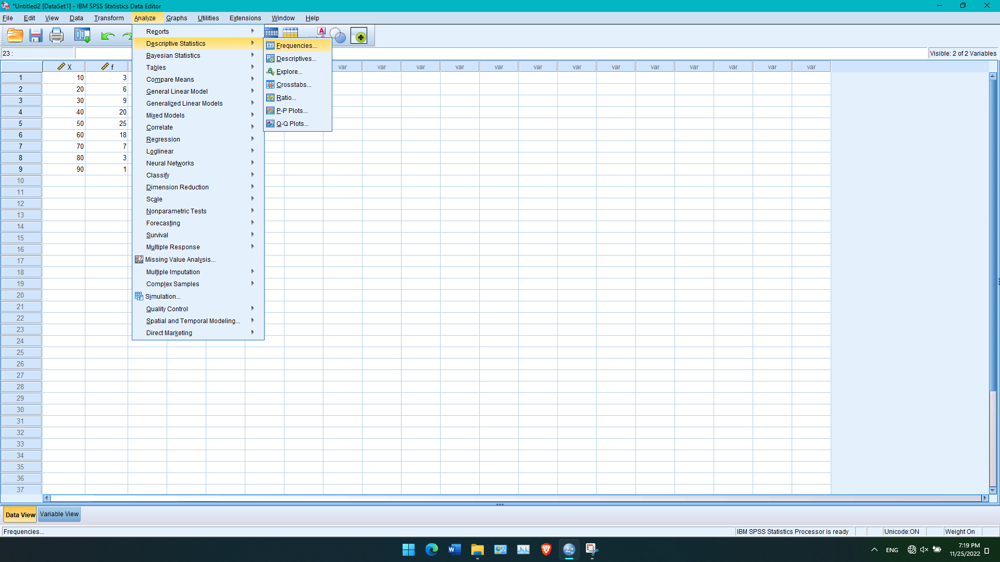 *Untitled2 [DataSet1] - IBM SPSS Statistics Data Editor
File Edit View Data Transform Analyze Graphs Utilities Extensions Window Help
23 :
Visible: 2 of 2 Variables
X f var var var var var var var var var var var var var
1 10 3
2 20 6
3 30 9
4 40 20
5 50 25
6 60 18
7 70 7
8 80 3
9 90 1
10
11
12
13
14
15
16
17
18
19
20
21
22
23
24
25
26
27
28
29
30
31
32
33
34
35
36
37
Reports
Descriptive Statistics
Bayesian Statistics
Tables
Compare Means
General Linear Model
Generalized Linear Models
Mixed Models
Correlate
Regression
Loglinear
Neural Networks
Classify
Dimension Reduction
Scale
Nonparametric Tests
Forecasting
Survival
Multiple Response
Missing Value Analysis...
Multiple Imputation
Complex Samples
Simulation...
Quality Control
Spatial and Temporal Modeling...
Direct Marketing
123 Frequencies...
Descriptives...
Explore...
Crosstabs...
1/2 Ratio...
P-P Plots...
Q-Q Plots...
A
Data View Variable View
Frequencies...
IBM SPSS Statistics Processor is ready
Unicode:ON
Weight On
ENG
7:19 PM
11/25/2022